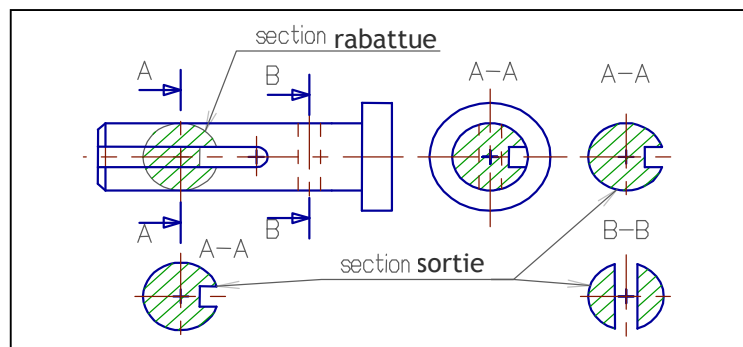 section rabattue
A
B
A-A
A-A
A
B
A-A
B-B
section sortie